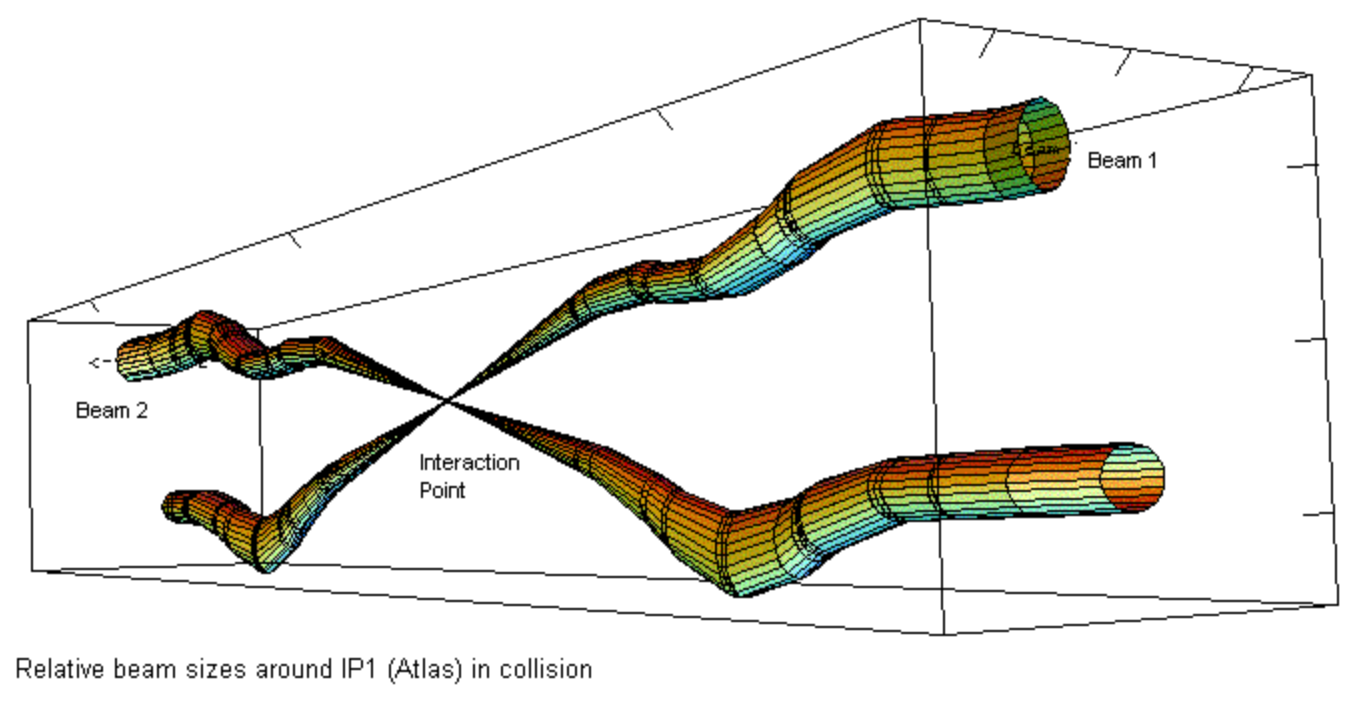 Beam 1
Beam 2
Interaction
Point
Relative beam sizes around IP1 (Atlas) in collision